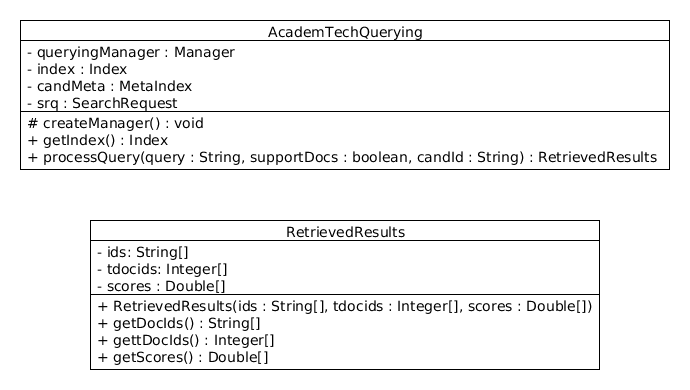 AcademTechQuerying
- queryingManager : Manager
- index : Index
- candMeta : MetaIndex
- srq : SearchRequest
# createManager() : void
+ getIndex() : Index
+ processQuery(query : String, supportDocs : boolean, candId : String) : RetrievedResults
RetrievedResults
- ids: String[]
- tdocids: Integer[]
- scores : Double[]
+ RetrievedResults(ids : String[], tdocids : Integer[], scores : Double[])
+ getDocIds() : String[]
+ gettDocIds() : Integer[]
+ getScores() : Double[]